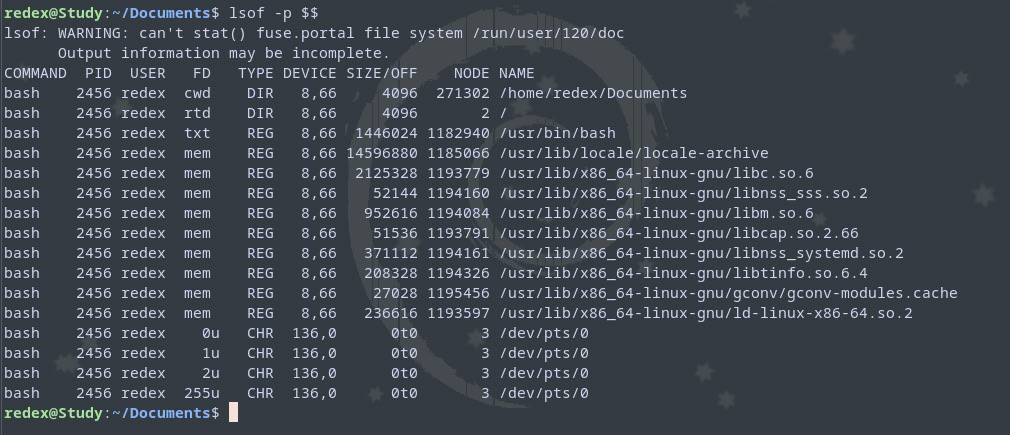 redex@Study:~/Documents$ lsof -p $$
lsof: WARNING: can't stat() fuse.portal file system /run/user/120/doc
      Output information may be incomplete.
COMMAND  PID  USER   FD   TYPE DEVICE SIZE/OFF    NODE NAME
bash    2456 redex  cwd    DIR   8,66     4096  271302 /home/redex/Documents
bash    2456 redex  rtd    DIR   8,66     4096       2 /
bash    2456 redex  txt    REG   8,66  1446024 1182940 /usr/bin/bash
bash    2456 redex  mem    REG   8,66 14596880 1185066 /usr/lib/locale/locale-archive
bash    2456 redex  mem    REG   8,66  2125328 1193779 /usr/lib/x86_64-linux-gnu/libc.so.6
bash    2456 redex  mem    REG   8,66    52144 1194160 /usr/lib/x86_64-linux-gnu/libnss_sss.so.2
bash    2456 redex  mem    REG   8,66   952616 1194084 /usr/lib/x86_64-linux-gnu/libm.so.6
bash    2456 redex  mem    REG   8,66    51536 1193791 /usr/lib/x86_64-linux-gnu/libcap.so.2.66
bash    2456 redex  mem    REG   8,66   371112 1194161 /usr/lib/x86_64-linux-gnu/libnss_systemd.so.2
bash    2456 redex  mem    REG   8,66   208328 1194326 /usr/lib/x86_64-linux-gnu/libtinfo.so.6.4
bash    2456 redex  mem    REG   8,66    27028 1195456 /usr/lib/x86_64-linux-gnu/gconv/gconv-modules.cache
bash    2456 redex  mem    REG   8,66   236616 1193597 /usr/lib/x86_64-linux-gnu/ld-linux-x86-64.so.2
bash    2456 redex    0u   CHR  136,0      0t0       3 /dev/pts/0
bash    2456 redex    1u   CHR  136,0      0t0       3 /dev/pts/0
bash    2456 redex    2u   CHR  136,0      0t0       3 /dev/pts/0
bash    2456 redex  255u   CHR  136,0      0t0       3 /dev/pts/0
redex@Study:~/Documents$